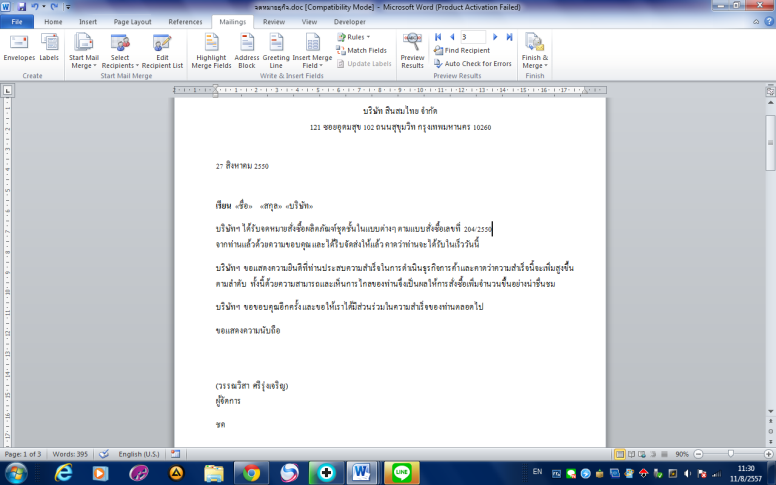 จดหมายธุรกิจ.doc [Compatibility Mode] - Microsoft Word (Product Activation Failed)
File Home Insert Page Layout References Mailings Review View Developer
Envelopes Labels
Start Mail Merge Select Recipients Edit Recipient List
Highlight Merge Fields Address Block Greeting Line Insert Merge Field
Rules
Match Fields
Update Labels
Preview Results
3
Find Recipient
Auto Check for Errors
Finish & Merge
Create Start Mail Merge Write & Insert Fields Preview Results Finish
บริษัท สินสมไทย จำกัด
121 ซอยอุดมสุข 102 ถนนสุขุมวิท กรุงเทพมหานคร 10260
27 สิงหาคม 2550
เรียน «ชื่อ» «สกุล» «บริษัท»
บริษัทฯ ได้รับจดหมายสั่งซื้อผลิตภัณฑ์ชุดชั้นในแบบต่างๆ ตามแบบสั่งซื้อเลขที่ 204/2550
จากท่านแล้วด้วยความขอบคุณ และได้รีบจัดส่งให้แล้ว คาดว่าท่านจะได้รับในเร็ววันนี้
บริษัทฯ ขอแสดงความยินดีที่ท่านประสบความสำเร็จในการดำเนินธุรกิจการค้าและคาดว่าความสำเร็จนี้จะเพิ่มสูงขึ้น
ตามลำดับ ทั้งนี้ด้วยความสามารถและเห็นการไกลของท่านจึงเป็นผลให้การสั่งซื้อเพิ่มจำนวนขึ้นอย่างน่าชื่นชม
บริษัทฯ ขอขอบคุณอีกครั้งและขอให้เราได้มีส่วนร่วมในความสำเร็จของท่านตลอดไป
ขอแสดงความนับถือ
(วรรณวิสา ศรีรุ่งเจริญ)
ผู้จัดการ
ชด
Page: 1 of 3 Words: 395 English (U.S.) 90%
EN 11:30
11/8/2557